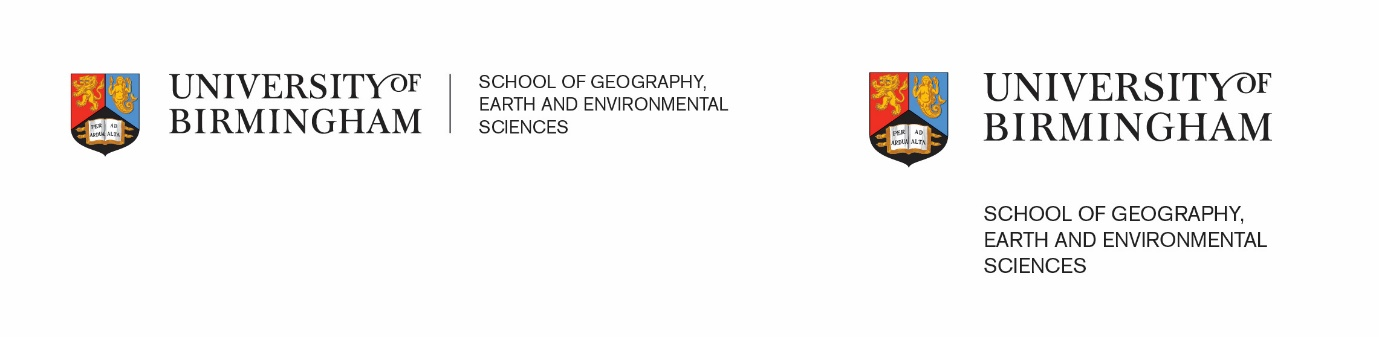 PER AD
ARDUA ALTA
UNIVERSITY OF
BIRMINGHAM
SCHOOL OF GEOGRAPHY,
EARTH AND ENVIRONMENTAL
SCIENCES
PER AD
ARDUA ALTA
UNIVERSITY OF
BIRMINGHAM
SCHOOL OF GEOGRAPHY,
EARTH AND ENVIRONMENTAL
SCIENCES